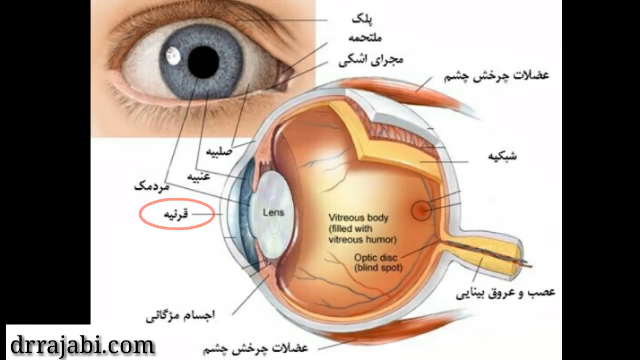 پلک
ملتحمه
مجرای اشکی
عضلات چرخش چشم
صلبیه
شبکیه
عنبیه
مردمک
قرنیه
Lens
Vitreous body
(filled with
vitreous humor)
Optic disc
(blind spot)
عصب و عروق بینایی
اجسام مژگانی
عضلات چرخش چشم
drrajabi.com